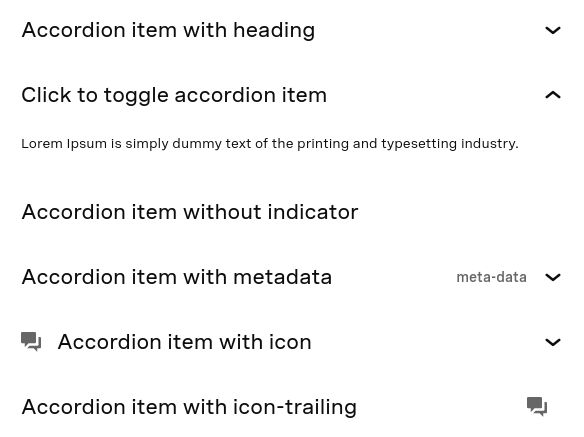 Accordion item with heading
Click to toggle accordion item
Lorem Ipsum is simply dummy text of the printing and typesetting industry.
Accordion item without indicator
Accordion item with metadata meta-data
Accordion item with icon
Accordion item with icon-trailing